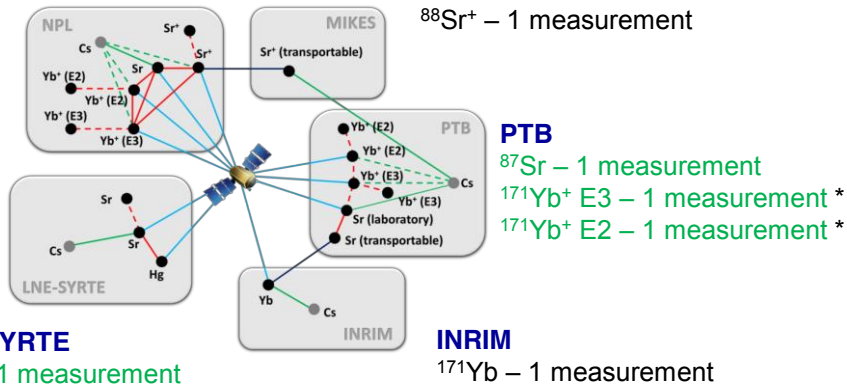 NPL
Cs
Sr⁺
Sr⁺
Sr
Yb⁺ (E2)
Yb⁺ (E2)
Yb⁺ (E3)
Yb⁺ (E3)
MIKES
Sr⁺ (transportable)
⁸⁸Sr⁺ – 1 measurement
PTB
Yb⁺ (E2)
Yb⁺ (E2)
Yb⁺ (E3)
Yb⁺ (E3)
Cs
Sr (laboratory)
Sr (transportable)
PTB
⁸⁷Sr – 1 measurement
¹⁷¹Yb⁺ E3 – 1 measurement *
¹⁷¹Yb⁺ E2 – 1 measurement *
Sr
Cs
Sr
Hg
LNE-SYRTE
Yb
Cs
INRIM
YRTE
1 measurement
INRIM
¹⁷¹Yb – 1 measurement